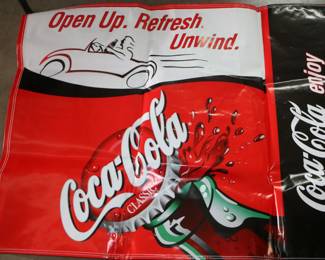 Open Up. Refresh.
Unwind.
Coca-Cola
CLASSIC
enjoy
Coca-Cola